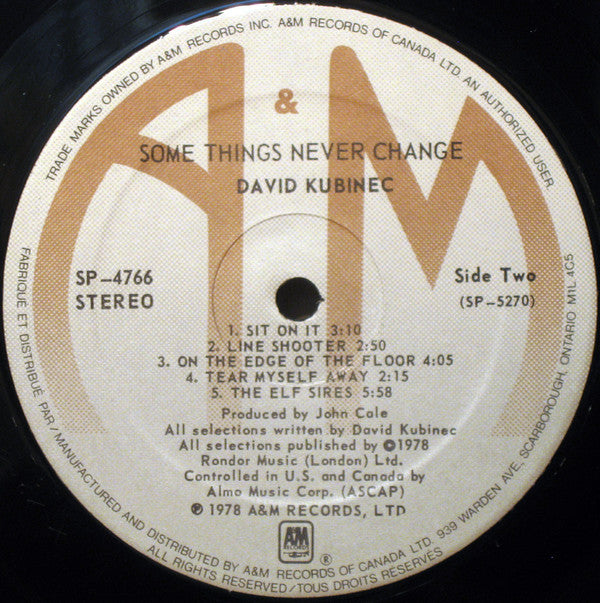 TRADE MARKS OWNED BY A&M RECORDS INC. A&M RECORDS OF CANADA LTD. AN AUTHORIZED USER
&
A M
SOME THINGS NEVER CHANGE
DAVID KUBINEC
SP-4766
STEREO
Side Two
(SP-5270)
1. SIT ON IT 3:10
2. LINE SHOOTER 2:50
3. ON THE EDGE OF THE FLOOR 4:05
4. TEAR MYSELF AWAY 2:15
5. THE ELF SIRES 5:58
Produced by John Cale
All selections written by David Kubinec
All selections published by ©1978
Rondor Music (London) Ltd.
Controlled in U.S. and Canada by
Almo Music Corp. (ASCAP)
℗ 1978 A&M RECORDS, LTD
A&M
RECORDS
®
FABRIQUÉ ET DISTRIBUÉ PAR / MANUFACTURED AND DISTRIBUTED BY A&M RECORDS OF CANADA LTD. 939 WARDEN AVE, SCARBOROUGH, ONTARIO M1L 4C5
ALL RIGHTS RESERVED / TOUS DROITS RESERVÉS